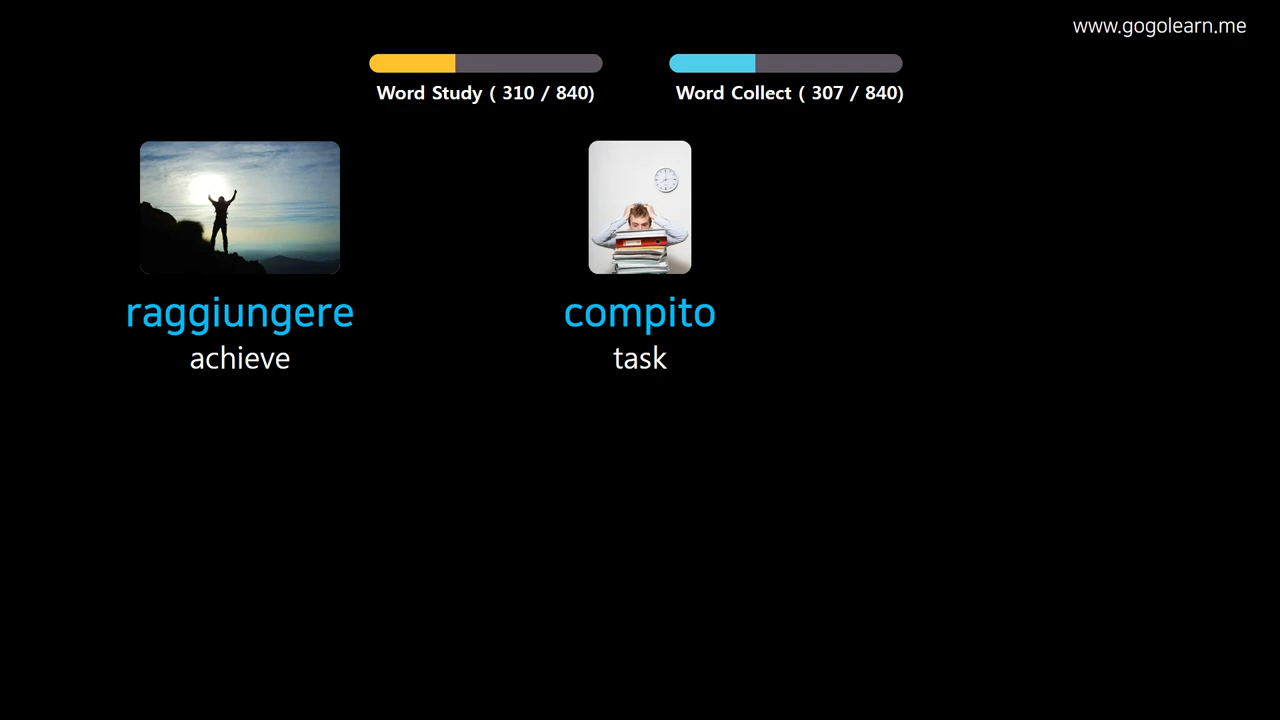 www.gogolearn.me
Word Study ( 310 / 840)
Word Collect ( 307 / 840)
raggiungere
achieve
compito
task